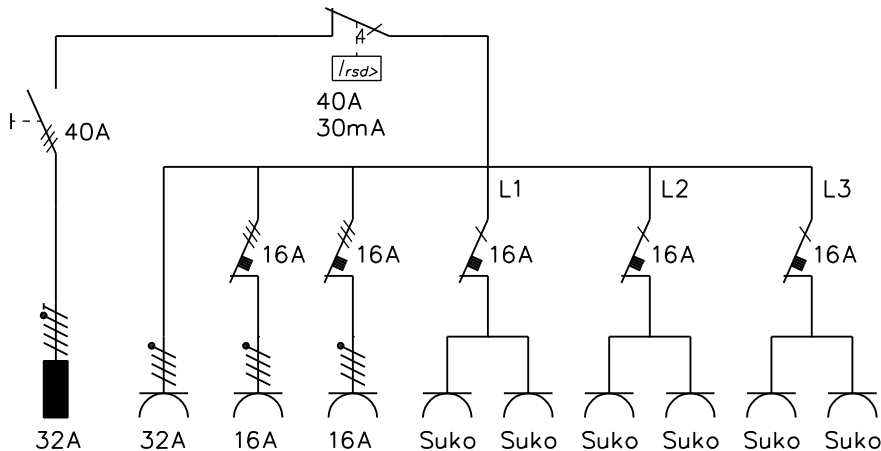 4
Irsd>
40A
30mA
40A
L1 L2 L3
16A 16A 16A 16A 16A
32A 32A 16A 16A Suko Suko Suko Suko Suko Suko